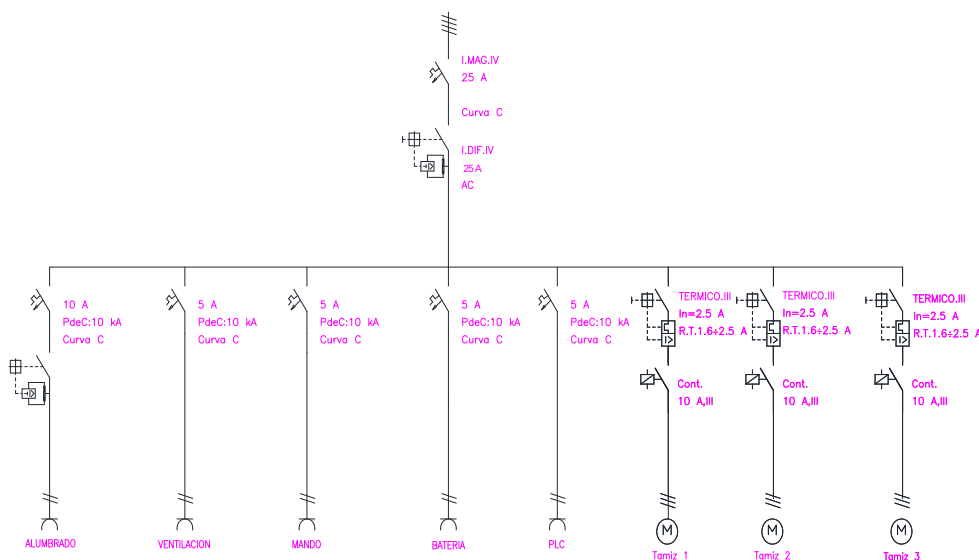 I.MAG.IV
25 A
Curva C
I.DIF.IV
25A
AC
10 A
PdeC:10 kA
Curva C
5 A
PdeC:10 kA
Curva C
5 A
PdeC:10 kA
Curva C
5 A
PdeC:10 kA
Curva C
5 A
PdeC:10 kA
Curva C
TERMICO.III
In=2.5 A
R.T.1.6÷2.5 A
TERMICO.III
In=2.5 A
R.T.1.6÷2.5 A
TERMICO.III
In=2.5 A
R.T.1.6÷2.5 A
Cont.
10 A,III
Cont.
10 A,III
Cont.
10 A,III
M
M
M
ALUMBRADO
VENTILACION
MANDO
BATERIA
PLC
Tamiz 1
Tamiz 2
Tamiz 3